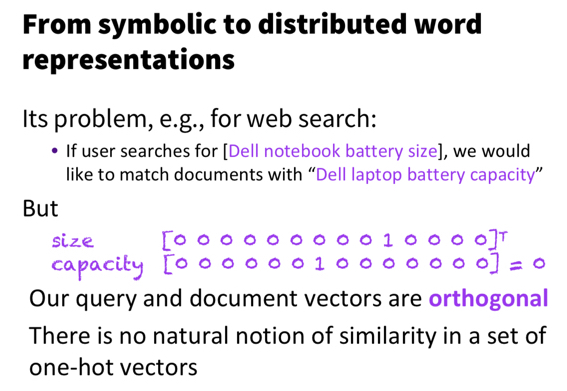 From symbolic to distributed word
representations
Its problem, e.g., for web search:
• If user searches for [Dell notebook battery size], we would
like to match documents with “Dell laptop battery capacity”
But
size [0 0 0 0 0 0 0 0 0 0 1 0 0 0 0]ᵀ
capacity [0 0 0 0 0 0 0 1 0 0 0 0 0 0 0] = 0
Our query and document vectors are orthogonal
There is no natural notion of similarity in a set of
one-hot vectors